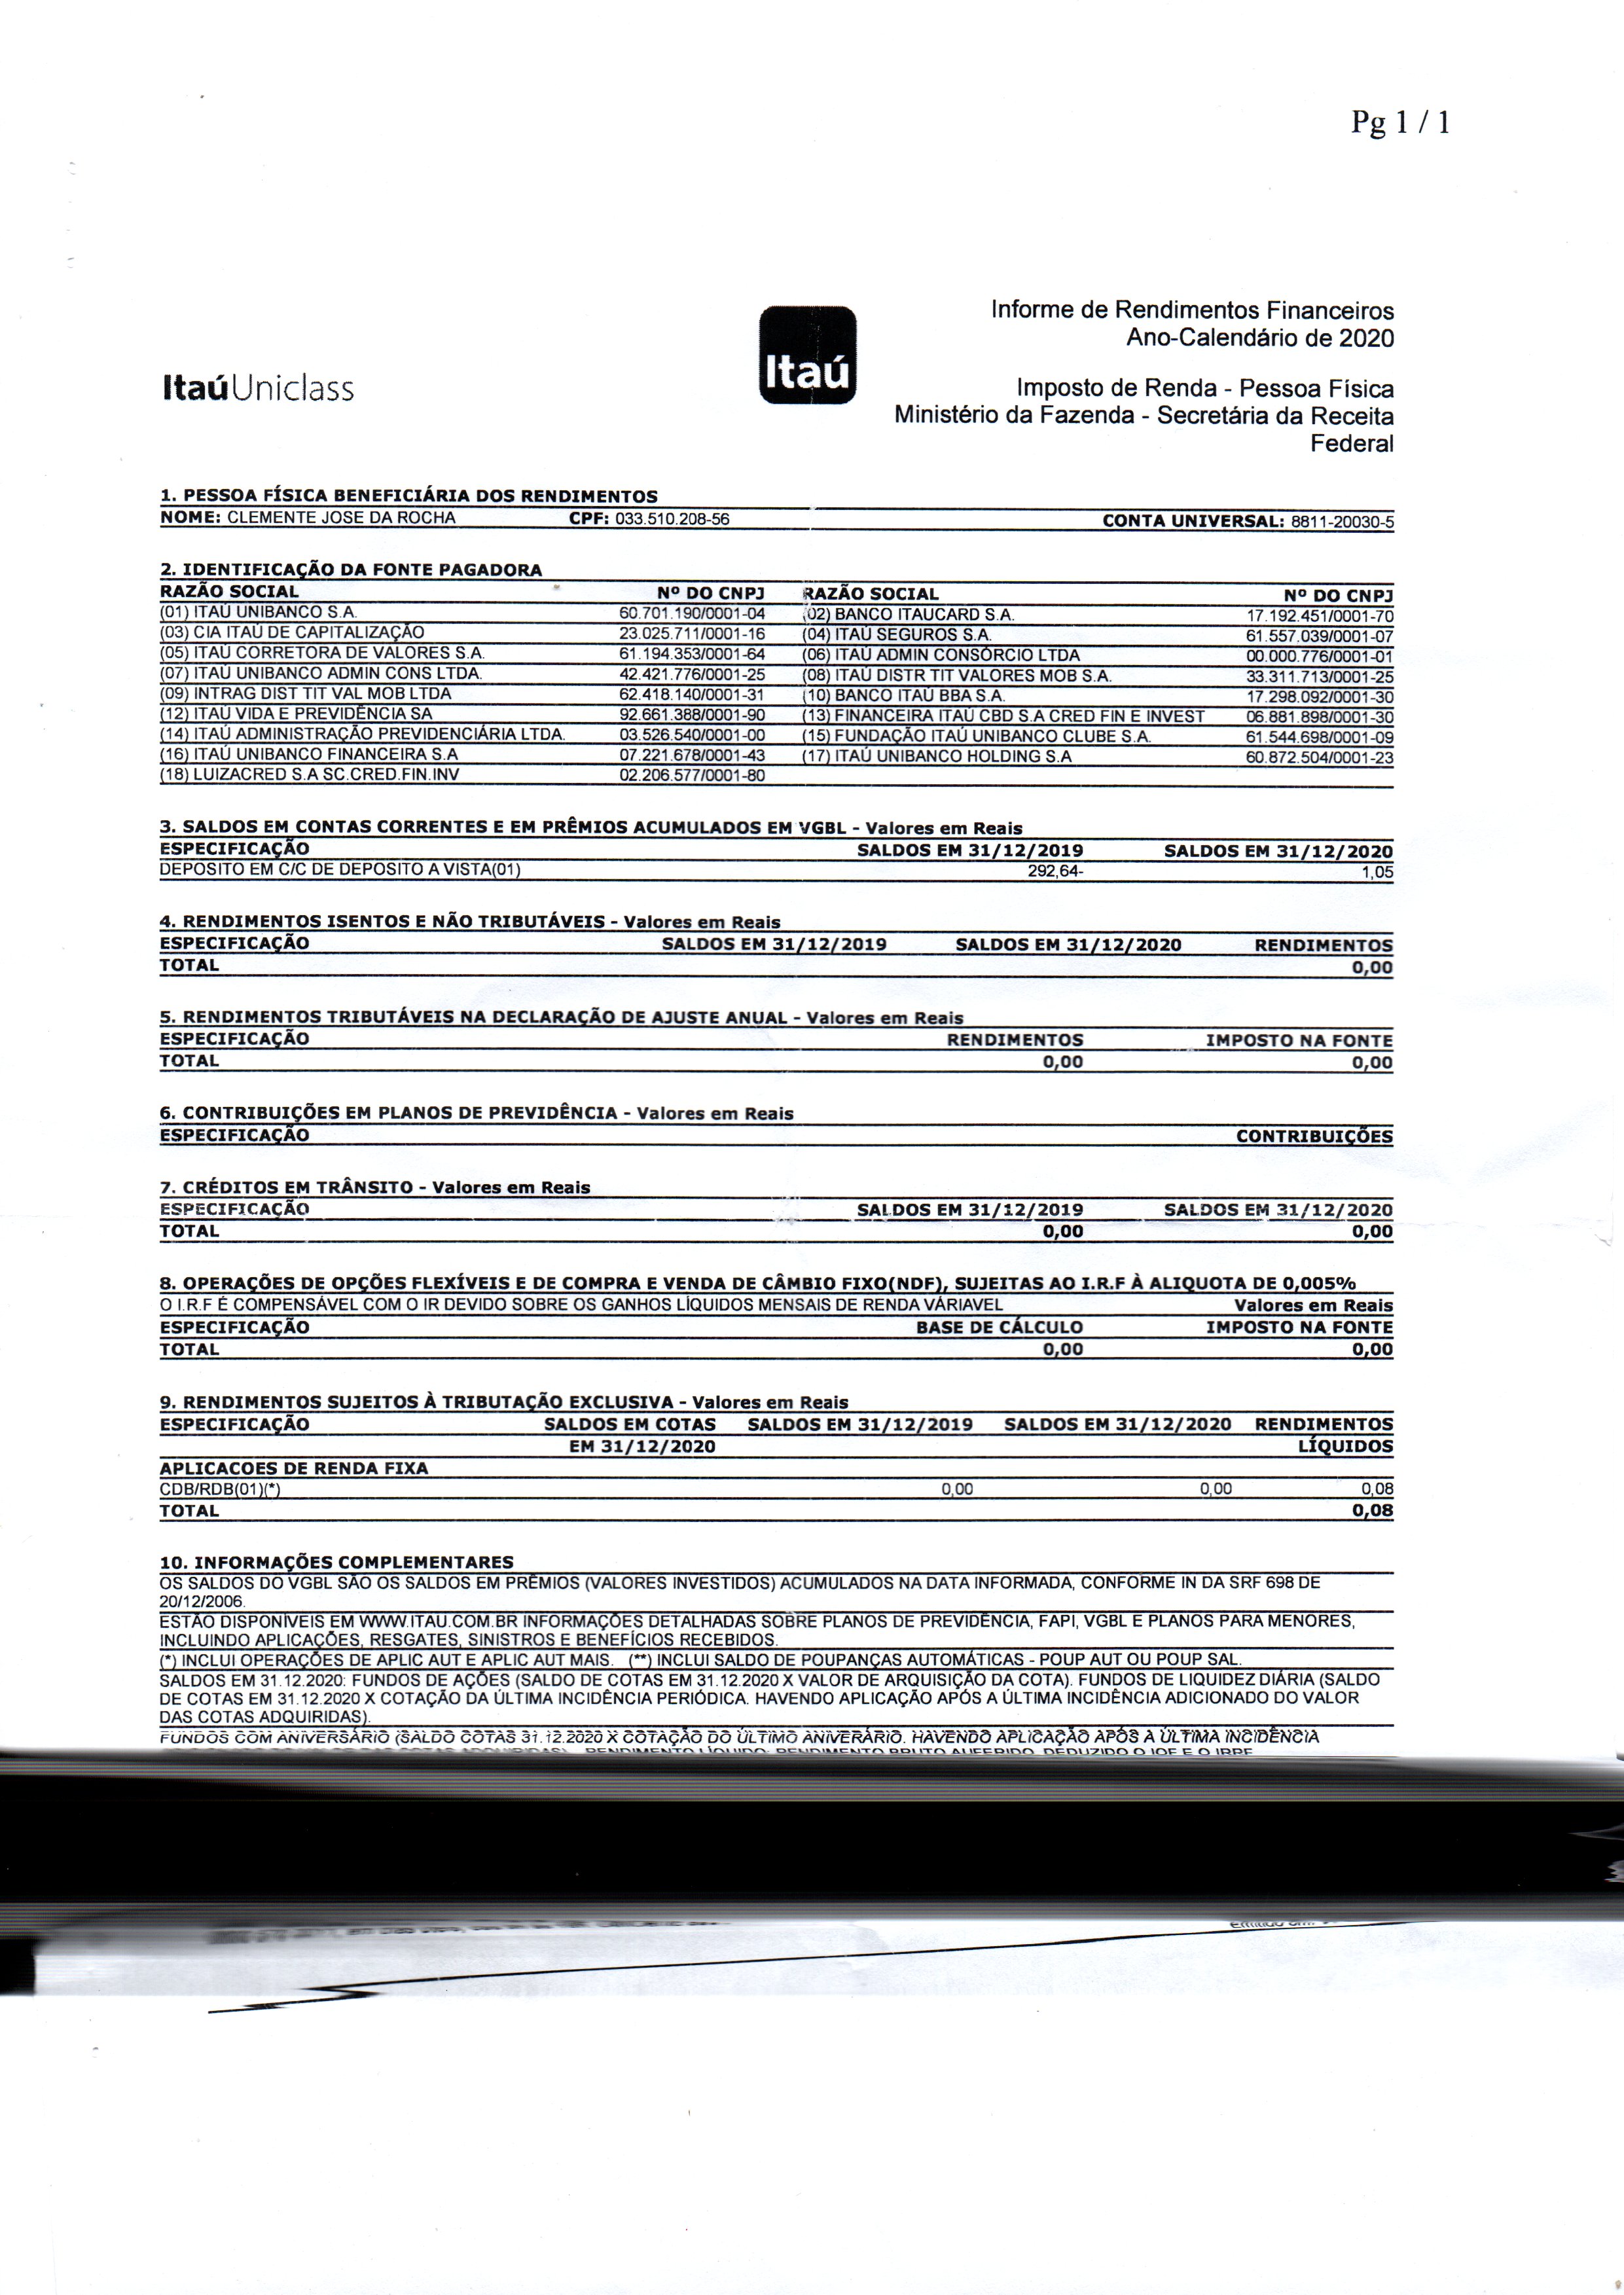 Pg 1 / 1
Informe de Rendimentos Financeiros
Ano-Calendário de 2020
Itaú
ItaúUniclass
Imposto de Renda - Pessoa Física
Ministério da Fazenda - Secretária da Receita
Federal
1. PESSOA FÍSICA BENEFICIÁRIA DOS RENDIMENTOS
NOME: CLEMENTE JOSE DA ROCHA CPF: 033.510.208-56 CONTA UNIVERSAL: 8811-20030-5
2. IDENTIFICAÇÃO DA FONTE PAGADORA
RAZÃO SOCIAL Nº DO CNPJ RAZÃO SOCIAL Nº DO CNPJ
(01) ITAÚ UNIBANCO S.A. 60.701.190/0001-04 (02) BANCO ITAUCARD S.A. 17.192.451/0001-70
(03) CIA ITAÚ DE CAPITALIZAÇÃO 23.025.711/0001-16 (04) ITAÚ SEGUROS S.A. 61.557.039/0001-07
(05) ITAÚ CORRETORA DE VALORES S.A. 61.194.353/0001-64 (06) ITAÚ ADMIN CONSÓRCIO LTDA 00.000.776/0001-01
(07) ITAÚ UNIBANCO ADMIN CONS LTDA. 42.421.776/0001-25 (08) ITAÚ DISTR TIT VALORES MOB S.A. 33.311.713/0001-25
(09) INTRAG DIST TIT VAL MOB LTDA 62.418.140/0001-31 (10) BANCO ITAÚ BBA S.A. 17.298.092/0001-30
(12) ITAÚ VIDA E PREVIDÊNCIA SA 92.661.388/0001-90 (13) FINANCEIRA ITAÚ CBD S.A CRED FIN E INVEST 06.881.898/0001-30
(14) ITAÚ ADMINISTRAÇÃO PREVIDENCIÁRIA LTDA. 03.526.540/0001-00 (15) FUNDAÇÃO ITAÚ UNIBANCO CLUBE S.A. 61.544.698/0001-09
(16) ITAÚ UNIBANCO FINANCEIRA S.A 07.221.678/0001-43 (17) ITAÚ UNIBANCO HOLDING S.A 60.872.504/0001-23
(18) LUIZACRED S.A SC.CRED.FIN.INV 02.206.577/0001-80
3. SALDOS EM CONTAS CORRENTES E EM PRÊMIOS ACUMULADOS EM VGBL - Valores em Reais
ESPECIFICAÇÃO SALDOS EM 31/12/2019 SALDOS EM 31/12/2020
DEPOSITO EM C/C DE DEPOSITO A VISTA(01) 292,64- 1,05
4. RENDIMENTOS ISENTOS E NÃO TRIBUTÁVEIS - Valores em Reais
ESPECIFICAÇÃO SALDOS EM 31/12/2019 SALDOS EM 31/12/2020 RENDIMENTOS
TOTAL 0,00
5. RENDIMENTOS TRIBUTÁVEIS NA DECLARAÇÃO DE AJUSTE ANUAL - Valores em Reais
ESPECIFICAÇÃO RENDIMENTOS IMPOSTO NA FONTE
TOTAL 0,00 0,00
6. CONTRIBUIÇÕES EM PLANOS DE PREVIDÊNCIA - Valores em Reais
ESPECIFICAÇÃO CONTRIBUIÇÕES
7. CRÉDITOS EM TRÂNSITO - Valores em Reais
ESPECIFICAÇÃO SALDOS EM 31/12/2019 SALDOS EM 31/12/2020
TOTAL 0,00 0,00
8. OPERAÇÕES DE OPÇÕES FLEXÍVEIS E DE COMPRA E VENDA DE CÂMBIO FIXO(NDF), SUJEITAS AO I.R.F À ALIQUOTA DE 0,005%
O I.R.F É COMPENSÁVEL COM O IR DEVIDO SOBRE OS GANHOS LÍQUIDOS MENSAIS DE RENDA VÁRIAVEL Valores em Reais
ESPECIFICAÇÃO BASE DE CÁLCULO IMPOSTO NA FONTE
TOTAL 0,00 0,00
9. RENDIMENTOS SUJEITOS À TRIBUTAÇÃO EXCLUSIVA - Valores em Reais
ESPECIFICAÇÃO SALDOS EM COTAS SALDOS EM 31/12/2019 SALDOS EM 31/12/2020 RENDIMENTOS
EM 31/12/2020 LÍQUIDOS
APLICACOES DE RENDA FIXA
CDB/RDB(01)(*) 0,00 0,00 0,08
TOTAL 0,08
10. INFORMAÇÕES COMPLEMENTARES
OS SALDOS DO VGBL SÃO OS SALDOS EM PRÊMIOS (VALORES INVESTIDOS) ACUMULADOS NA DATA INFORMADA, CONFORME IN DA SRF 698 DE
20/12/2006.
ESTÃO DISPONÍVEIS EM WWW.ITAU.COM.BR INFORMAÇÕES DETALHADAS SOBRE PLANOS DE PREVIDÊNCIA, FAPI, VGBL E PLANOS PARA MENORES,
INCLUINDO APLICAÇÕES, RESGATES, SINISTROS E BENEFÍCIOS RECEBIDOS.
(*) INCLUI OPERAÇÕES DE APLIC AUT E APLIC AUT MAIS. (**) INCLUI SALDO DE POUPANÇAS AUTOMÁTICAS - POUP AUT OU POUP SAL.
SALDOS EM 31.12.2020: FUNDOS DE AÇÕES (SALDO DE COTAS EM 31.12.2020 X VALOR DE ARQUISIÇÃO DA COTA). FUNDOS DE LIQUIDEZ DIÁRIA (SALDO
DE COTAS EM 31.12.2020 X COTAÇÃO DA ÚLTIMA INCIDÊNCIA PERIÓDICA. HAVENDO APLICAÇÃO APÓS A ÚLTIMA INCIDÊNCIA ADICIONADO DO VALOR
DAS COTAS ADQUIRIDAS).
FUNDOS COM ANIVERSÁRIO (SALDO COTAS 31.12.2020 X COTAÇÃO DO ÚLTIMO ANIVERÁRIO. HAVENDO APLICAÇÃO APÓS A ÚLTIMA INCIDÊNCIA
RENDIMENTO LÍQUIDO: RENDIMENTO BRUTO AUFERIDO, DEDUZIDO O IOF E O IRRF